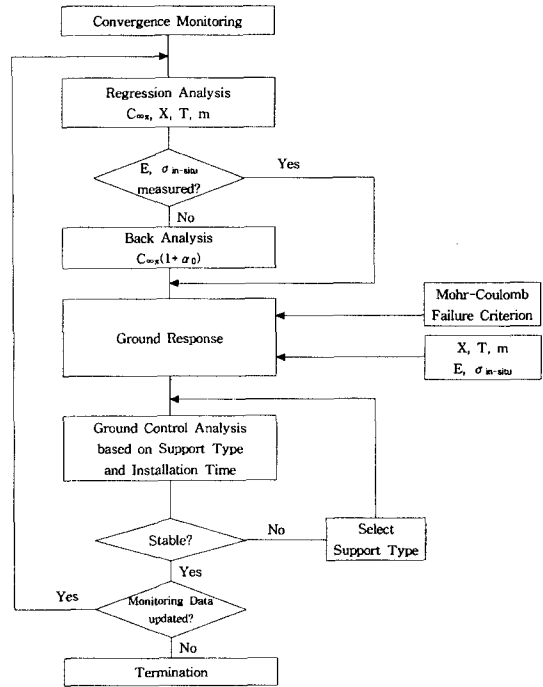 Convergence Monitoring
Regression Analysis
C∞x, X, T, m
E, σ in-situ
measured?
Yes
No
Back Analysis
C∞x(1+ α0)
Mohr-Coulomb
Failure Criterion
Ground Response
X, T, m
E, σ in-situ
Ground Control Analysis
based on Support Type
and Installation Time
Stable?
No
Select
Support Type
Yes
Yes
Monitoring Data
updated?
No
Termination